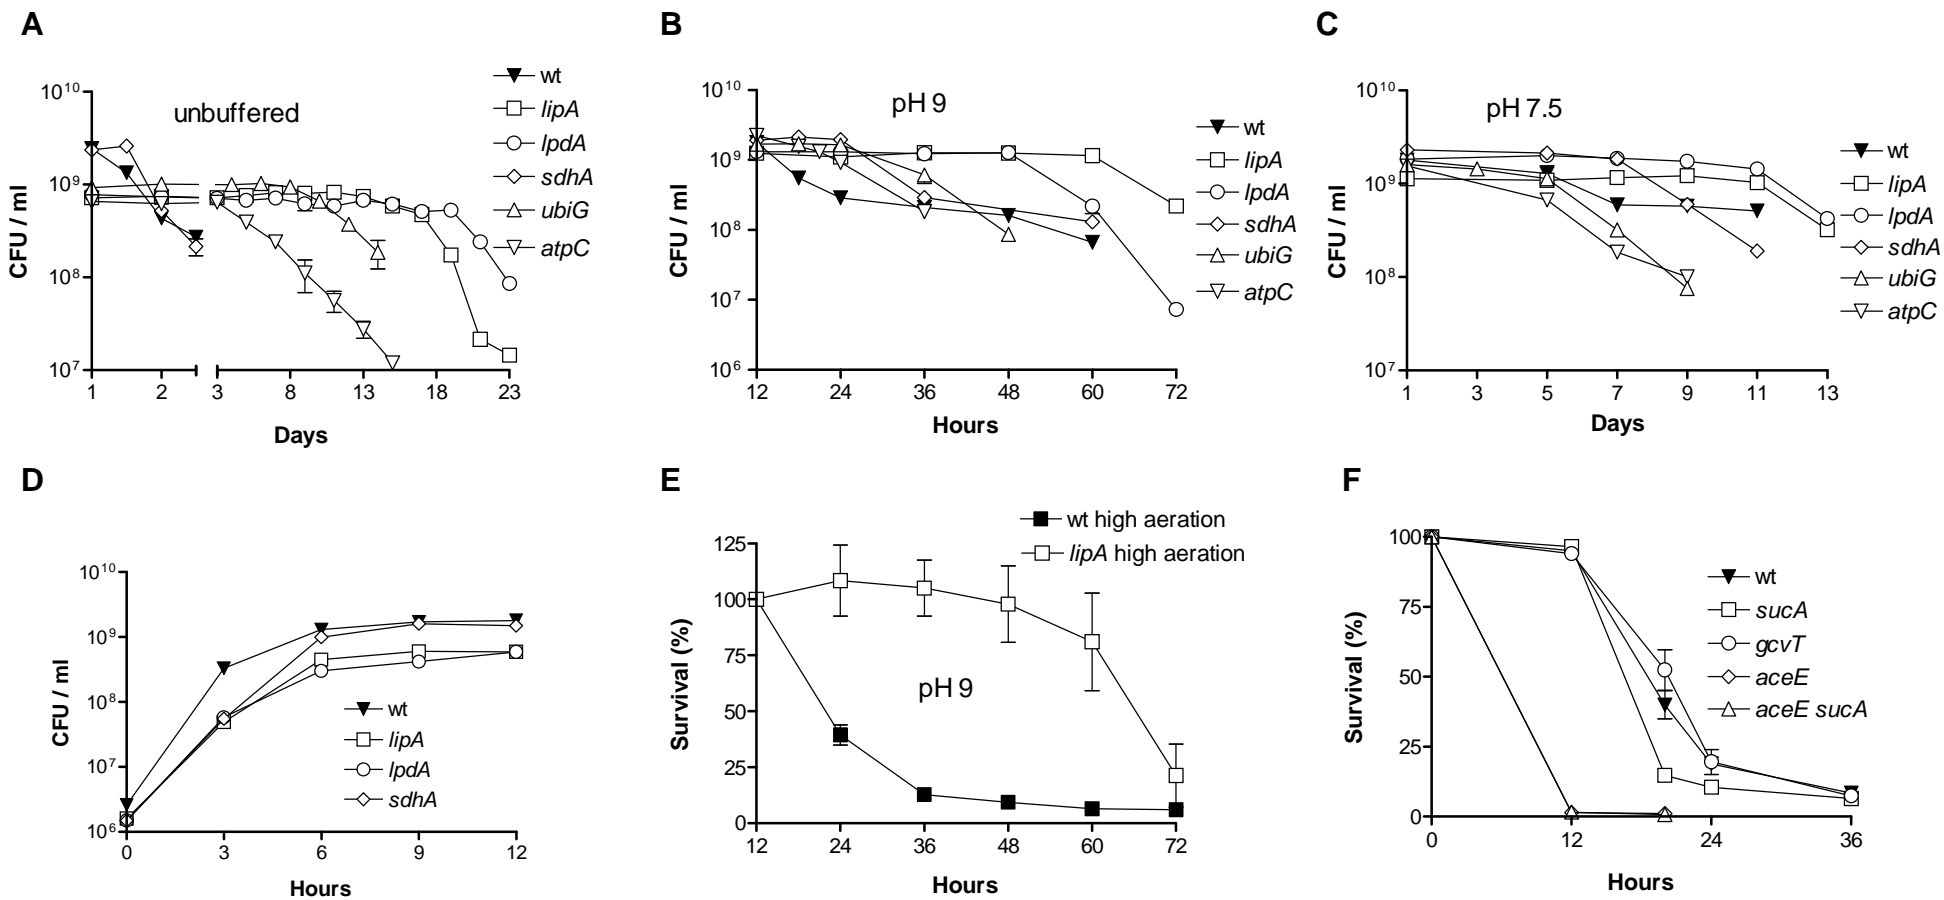 A
unbuffered
CFU / ml
10^10
10^9
10^8
10^7
1 2 3 8 13 18 23
Days
wt
lipA
lpdA
sdhA
ubiG
atpC
B
pH 9
CFU / ml
10^10
10^9
10^8
10^7
10^6
12 24 36 48 60 72
Hours
wt
lipA
lpdA
sdhA
ubiG
atpC
C
pH 7.5
CFU / ml
10^10
10^9
10^8
10^7
1 3 5 7 9 11 13
Days
wt
lipA
lpdA
sdhA
ubiG
atpC
D
CFU / ml
10^10
10^9
10^8
10^7
10^6
0 3 6 9 12
Hours
wt
lipA
lpdA
sdhA
E
wt high aeration
lipA high aeration
pH 9
Survival (%)
125
100
75
50
25
0
12 24 36 48 60 72
Hours
F
Survival (%)
100
75
50
25
0
0 12 24 36
Hours
wt
sucA
gcvT
aceE
aceE sucA